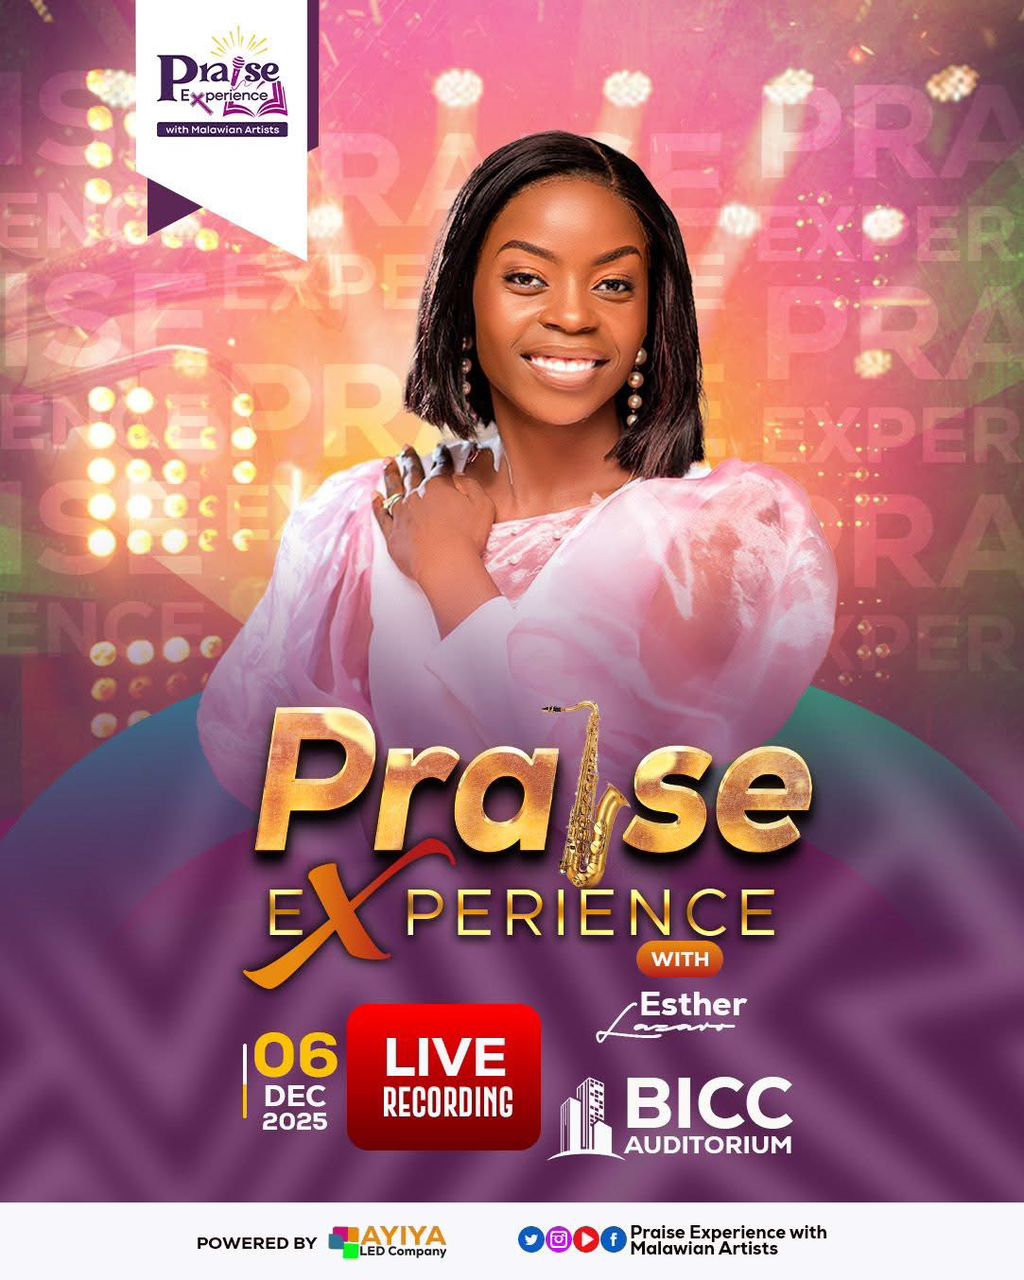 Praise
Experience
with Malawian Artists
Praise
EXPERIENCE
WITH
Esther
Lazaro
06
DEC
2025
LIVE
RECORDING
BICC
AUDITORIUM
POWERED BY
AYIYA
LED Company
Praise Experience with
Malawian Artists